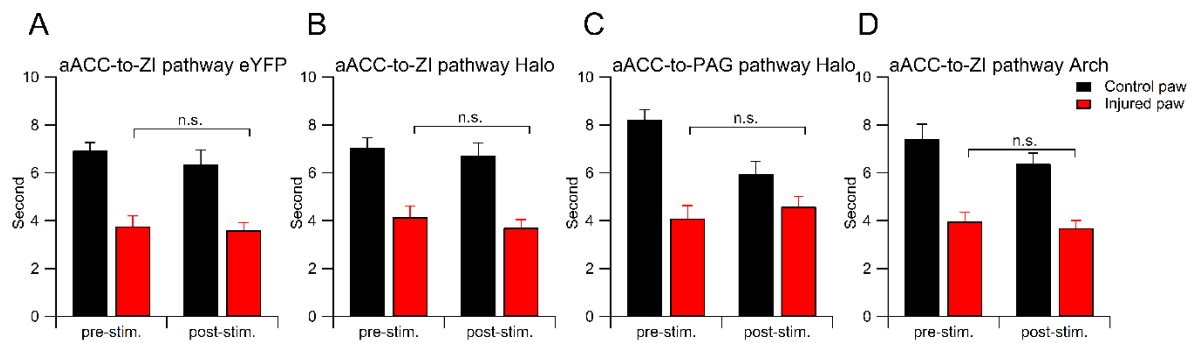 A
B
C
D
aACC-to-ZI pathway eYFP
aACC-to-ZI pathway Halo
aACC-to-PAG pathway Halo
aACC-to-ZI pathway Arch
Control paw
Injured paw
10
8
6
4
2
0
Second
n.s.
pre-stim.
post-stim.
10
8
6
4
2
0
Second
n.s.
pre-stim.
post-stim.
10
8
6
4
2
0
Second
n.s.
pre-stim.
post-stim.
10
8
6
4
2
0
Second
n.s.
pre-stim.
post-stim.